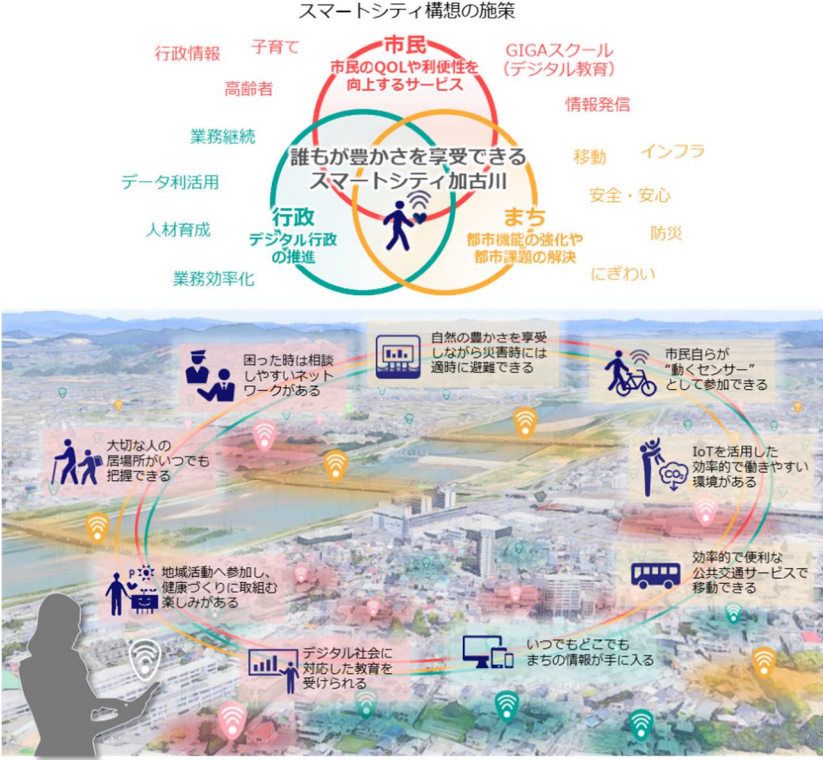 スマートシティ構想の施策
行政情報
子育て
高齢者
市民
市民のQOLや利便性を
向上するサービス
GIGAスクール
（デジタル教育）
情報発信
業務継続
データ利活用
人材育成
業務効率化
誰もが豊かさを享受できる
スマートシティ加古川
行政
デジタル行政
の推進
まち
都市機能の強化や
都市課題の解決
移動
インフラ
安全・安心
防災
にぎわい
困った時は相談
しやすいネット
ワークがある
自然の豊かさを享受
しながら災害時には
適時に避難できる
市民自らが
“動くセンサー”
として参加できる
大切な人の
居場所がいつでも
把握できる
IoTを活用した
効率的で働きやすい
環境がある
CO₂
地域活動へ参加し、
健康づくりに取組む
楽しみがある
P
効率的で便利な
公共交通サービスで
移動できる
デジタル社会に
対応した教育を
受けられる
いつでもどこでも
まちの情報が手に入る